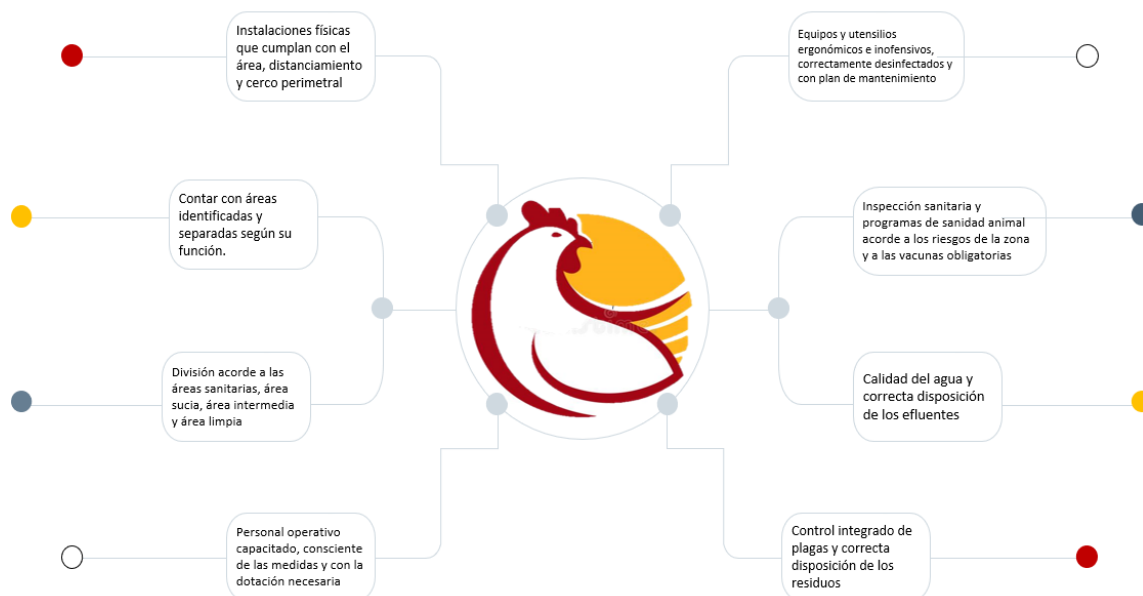 Instalaciones físicas
que cumplan con el
área, distanciamiento
y cerco perimetral
Contar con áreas
identificadas y
separadas según su
función.
División acorde a las
áreas sanitarias, área
sucia, área intermedia
y área limpia
Personal operativo
capacitado, consciente
de las medidas y con la
dotación necesaria
Equipos y utensilios
ergonómicos e inofensivos,
correctamente desinfectados y
con plan de mantenimiento
Inspección sanitaria y
programas de sanidad animal
acorde a los riesgos de la zona
y a las vacunas obligatorias
Calidad del agua y
correcta disposición
de los efluentes
Control integrado de
plagas y correcta
disposición de los
residuos